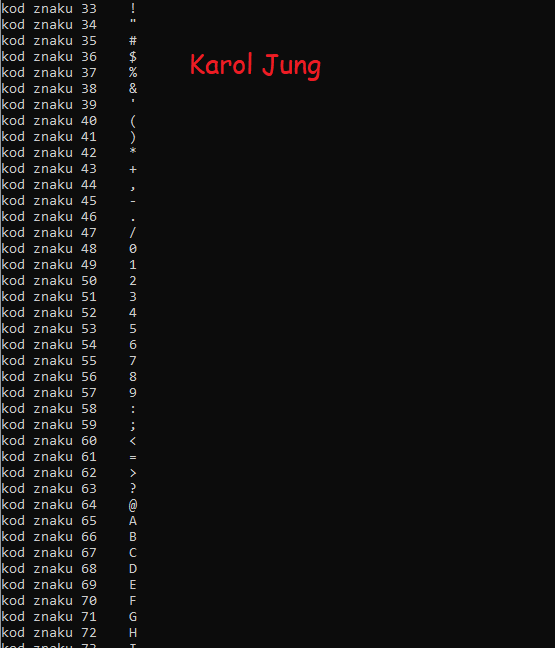 kod znaku 33 !
kod znaku 34 "
kod znaku 35 #
kod znaku 36 $
Karol Jung
kod znaku 37 %
kod znaku 38 &
kod znaku 39 '
kod znaku 40 (
kod znaku 41 )
kod znaku 42 *
kod znaku 43 +
kod znaku 44 ,
kod znaku 45 -
kod znaku 46 .
kod znaku 47 /
kod znaku 48 0
kod znaku 49 1
kod znaku 50 2
kod znaku 51 3
kod znaku 52 4
kod znaku 53 5
kod znaku 54 6
kod znaku 55 7
kod znaku 56 8
kod znaku 57 9
kod znaku 58 :
kod znaku 59 ;
kod znaku 60 <
kod znaku 61 =
kod znaku 62 >
kod znaku 63 ?
kod znaku 64 @
kod znaku 65 A
kod znaku 66 B
kod znaku 67 C
kod znaku 68 D
kod znaku 69 E
kod znaku 70 F
kod znaku 71 G
kod znaku 72 H
kod znaku 73 I